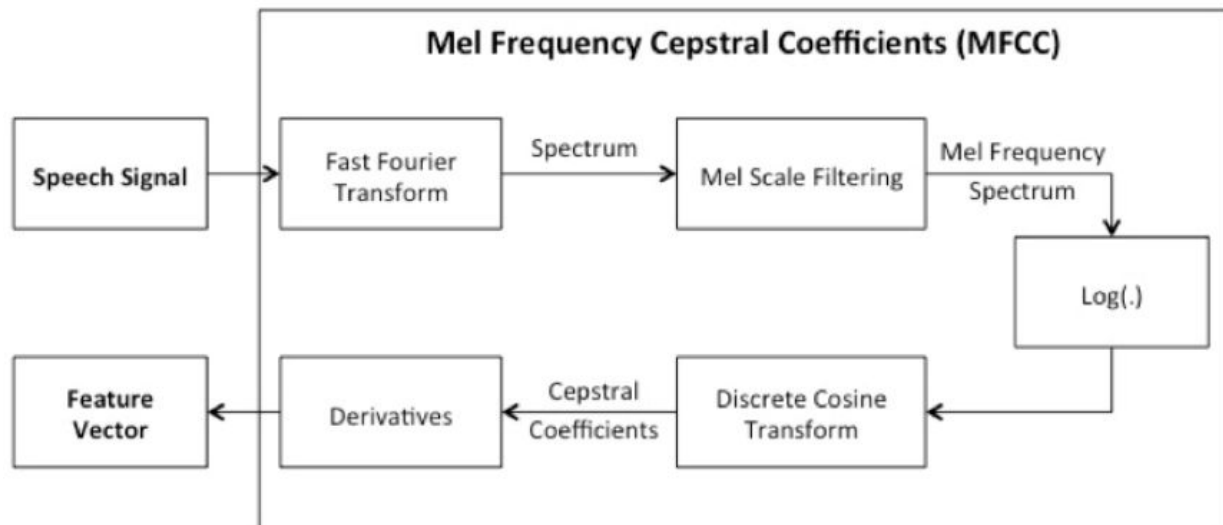 Mel Frequency Cepstral Coefficients (MFCC)
Speech Signal
Fast Fourier
Transform
Spectrum
Mel Scale Filtering
Mel Frequency
Spectrum
Log(.)
Discrete Cosine
Transform
Cepstral
Coefficients
Derivatives
Feature
Vector